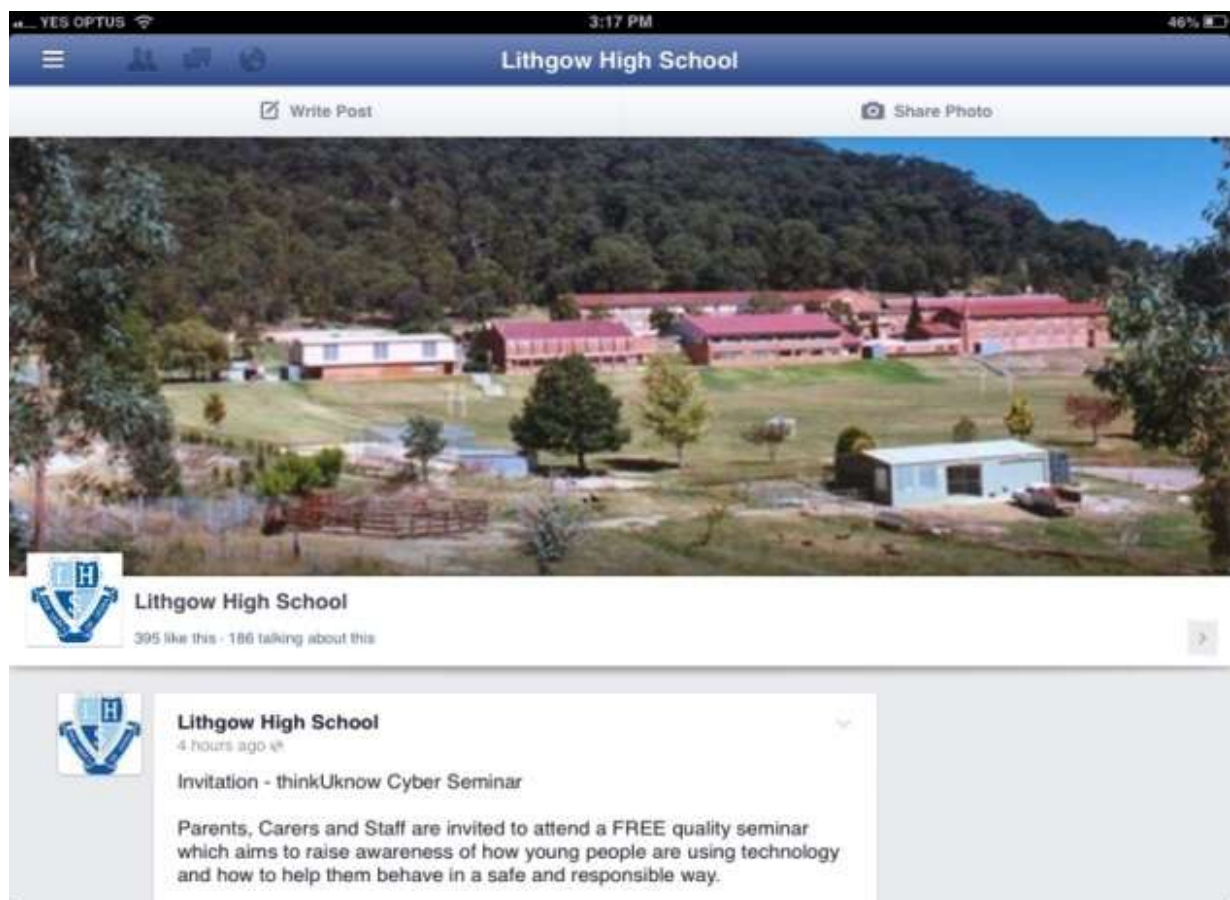 YES OPTUS 3:17 PM 46%
Lithgow High School
Write Post Share Photo
Lithgow High School
395 like this · 186 talking about this
L H
Lithgow High School
4 hours ago
Invitation - thinkUknow Cyber Seminar
Parents, Carers and Staff are invited to attend a FREE quality seminar
which aims to raise awareness of how young people are using technology
and how to help them behave in a safe and responsible way.